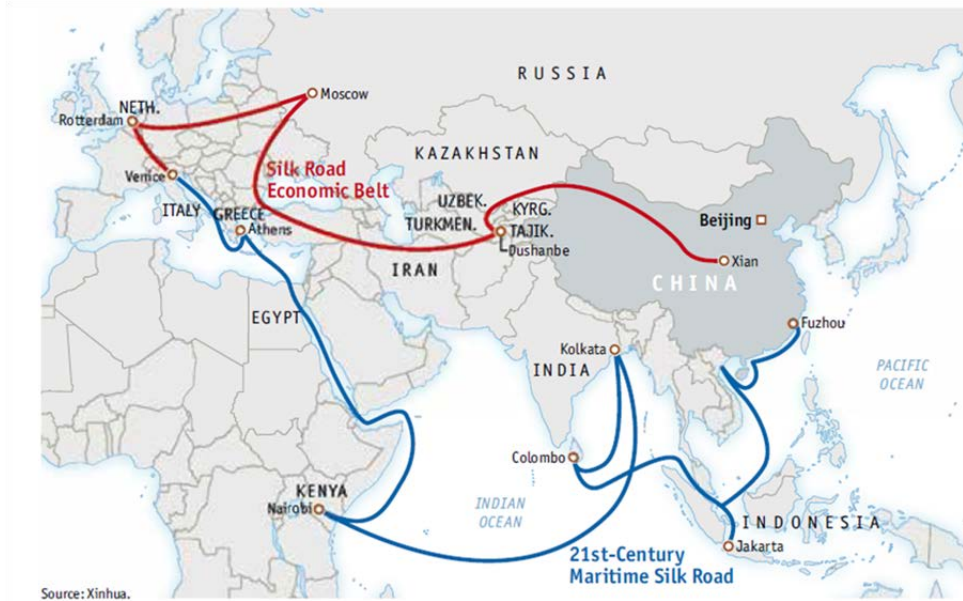 RUSSIA
Moscow
NETH.
Rotterdam
KAZAKHSTAN
Silk Road
Economic Belt
Venice
UZBEK.
KYRG.
ITALY
GREECE
Athens
TURKMEN.
TAJIK.
Dushanbe
Beijing
Xian
IRAN
CHINA
EGYPT
Fuzhou
Kolkata
INDIA
PACIFIC
OCEAN
Colombo
KENYA
Nairobi
INDIAN
OCEAN
INDONESIA
Jakarta
21st-Century
Maritime Silk Road
Source: Xinhua.